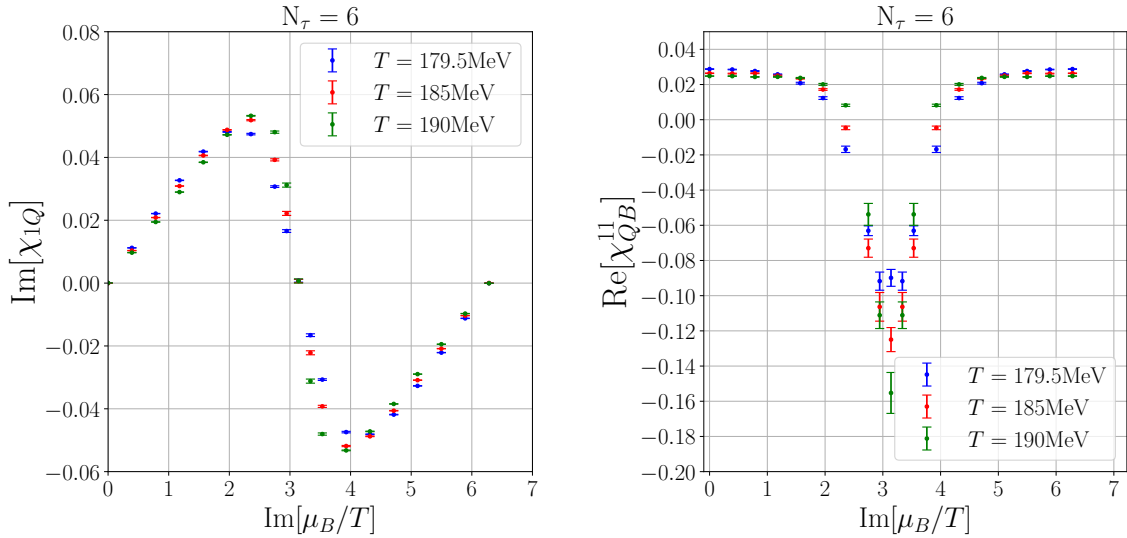 N_τ = 6
0.08
0.06
0.04
0.02
0.00
−0.02
−0.04
−0.06
Im[χ_{1Q}]
T = 179.5MeV
T = 185MeV
T = 190MeV
0 1 2 3 4 5 6 7
Im[μ_B/T]
N_τ = 6
0.04
0.02
0.00
−0.02
−0.04
−0.06
−0.08
−0.10
−0.12
−0.14
−0.16
−0.18
−0.20
Re[χ^{11}_{QB}]
T = 179.5MeV
T = 185MeV
T = 190MeV
0 1 2 3 4 5 6 7
Im[μ_B/T]